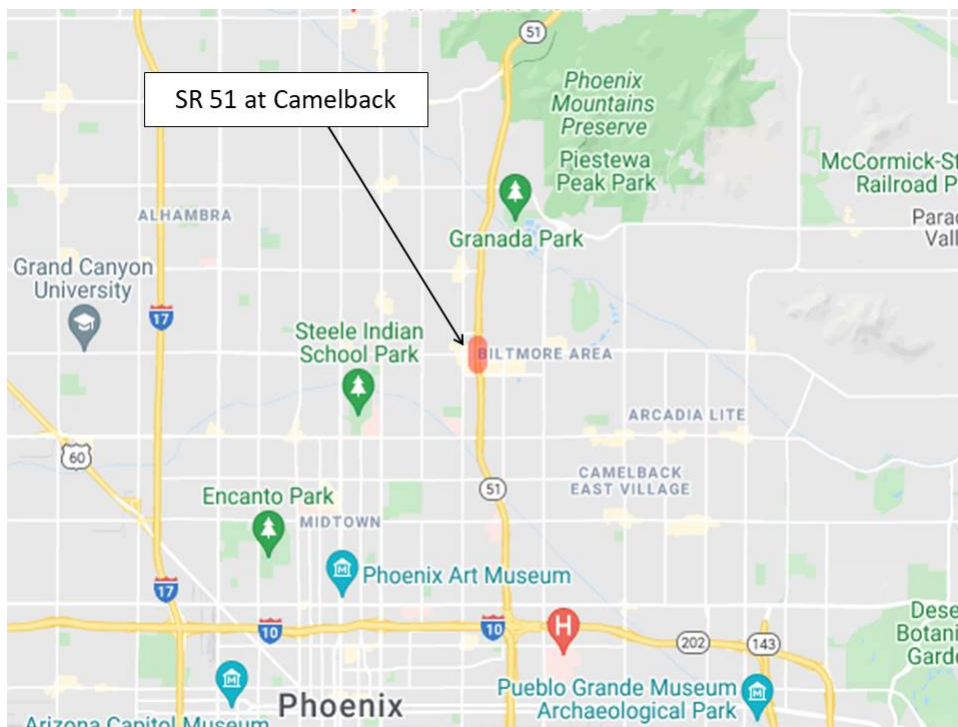 51
SR 51 at Camelback
Phoenix
Mountains
Preserve
Piestewa
Peak Park
McCormick-St
Railroad P
ALHAMBRA
Granada Park
Parad
Vall
Grand Canyon
University
17
Steele Indian
School Park
BILTMORE AREA
ARCADIA LITE
60
CAMELBACK
EAST VILLAGE
51
Encanto Park
MIDTOWN
Phoenix Art Museum
17
10
10
H
202
143
Dese
Botani
Gard
Phoenix
Pueblo Grande Museum
Archaeological Park
Arizona Capitol Museum